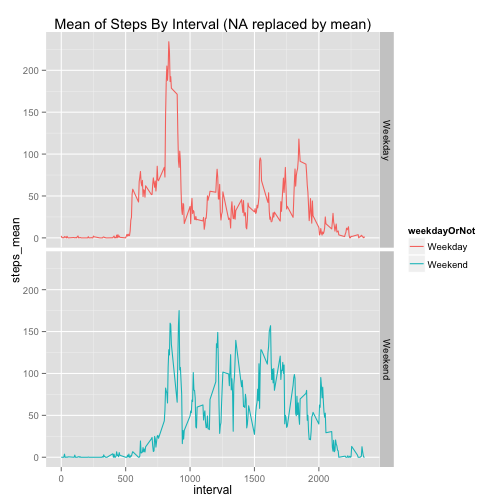 Mean of Steps By Interval (NA replaced by mean)
200
150
100
50
0
Weekday
200
150
100
50
0
Weekend
steps_mean
0
500
1000
1500
2000
interval
weekdayOrNot
Weekday
Weekend